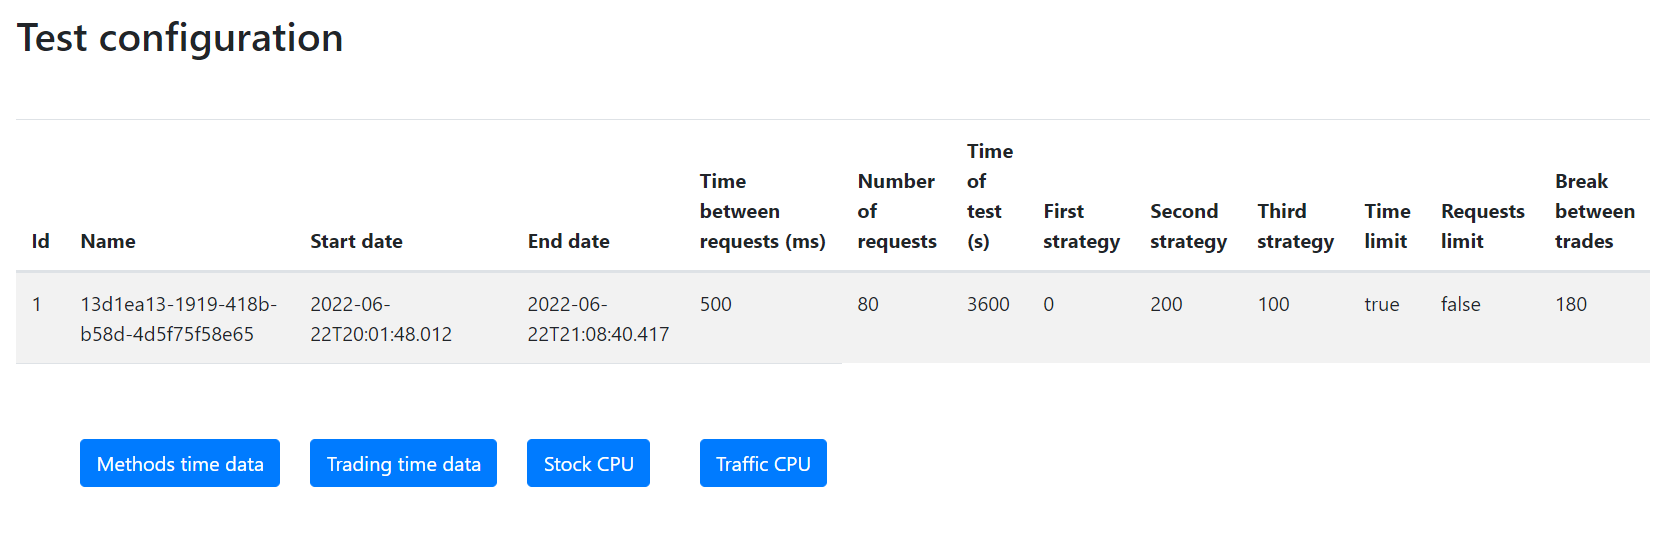 Test configuration
Id
Name
Start date
End date
Time
between
requests (ms)
Number
of
requests
Time
of
test
(s)
First
strategy
Second
strategy
Third
strategy
Time
limit
Requests
limit
Break
between
trades
1
13d1ea13-1919-418b-
b58d-4d5f75f58e65
2022-06-
22T20:01:48.012
2022-06-
22T21:08:40.417
500
80
3600
0
200
100
true
false
180
Methods time data
Trading time data
Stock CPU
Traffic CPU